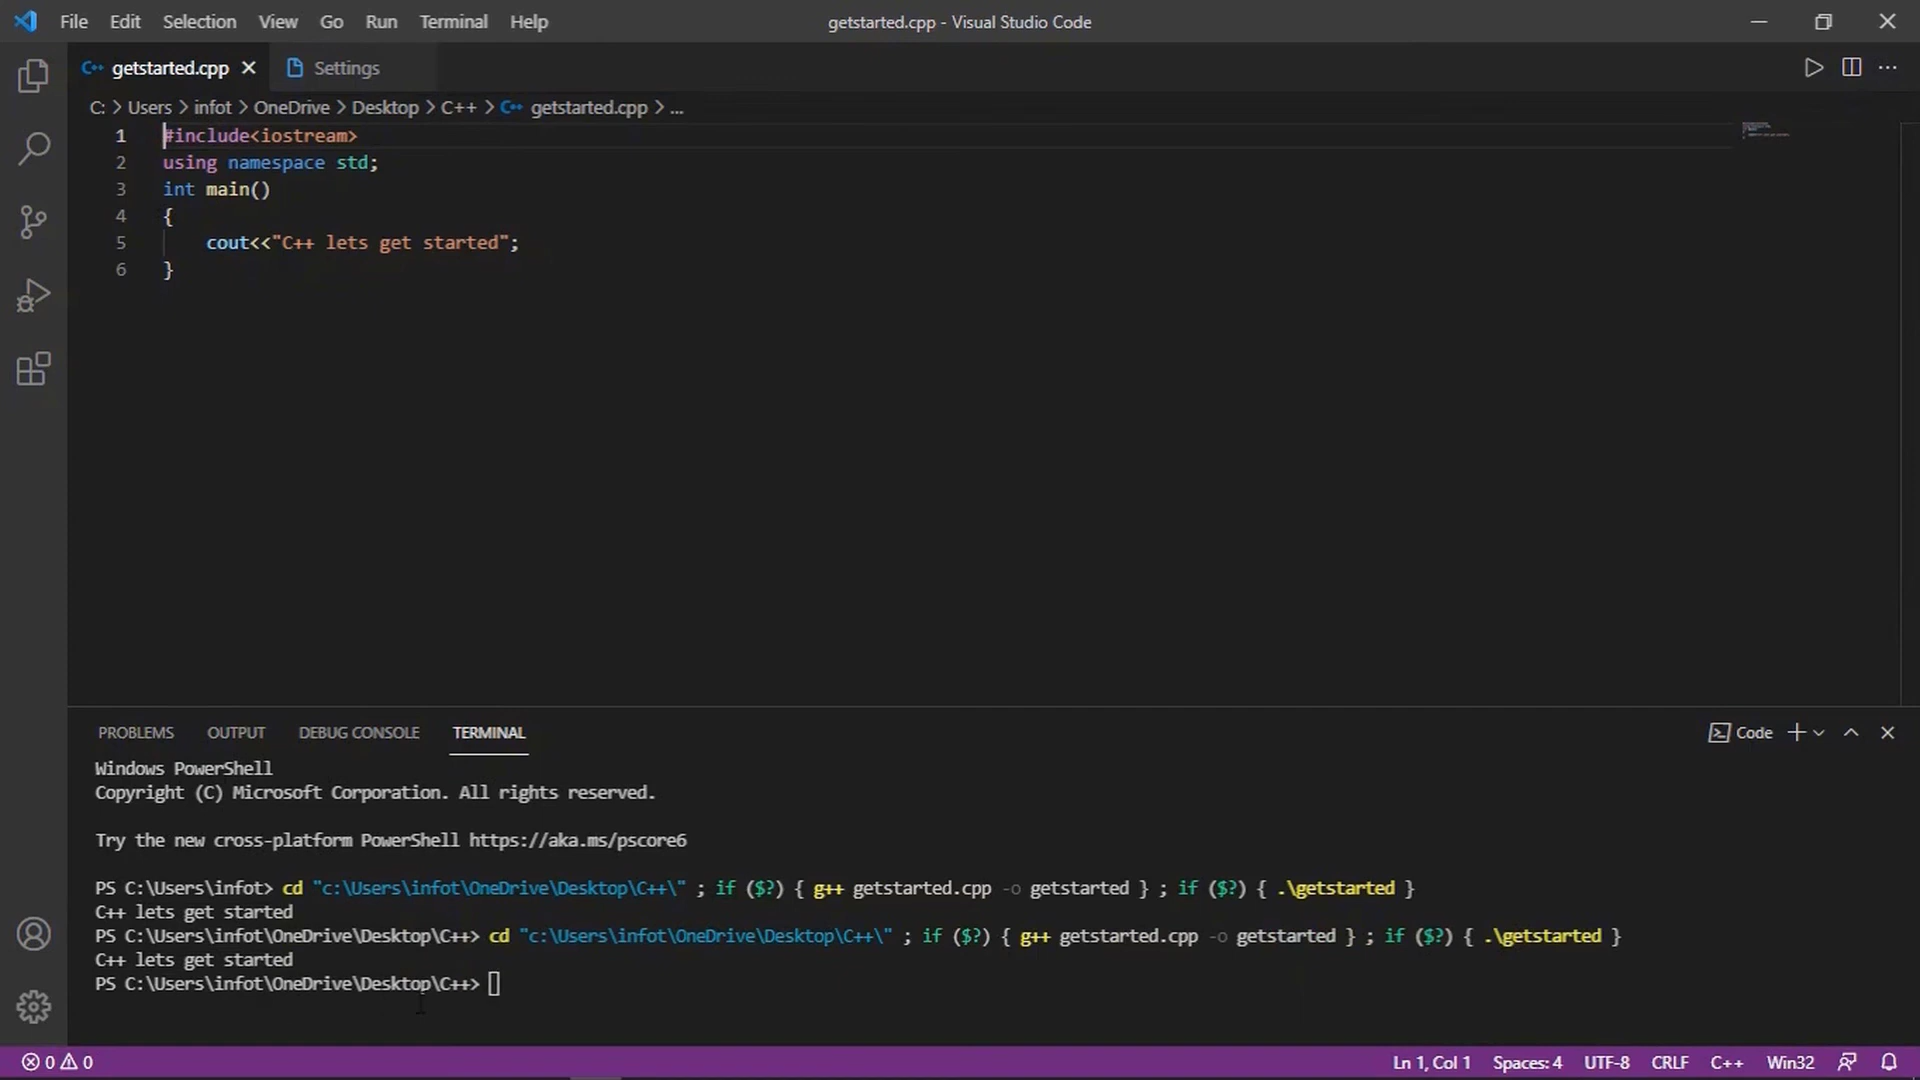 File Edit Selection View Go Run Terminal Help getstarted.cpp - Visual Studio Code
getstarted.cpp Settings
C: > Users > infot > OneDrive > Desktop > C++ > getstarted.cpp > ...
1 #include<iostream>
2 using namespace std;
3 int main()
4 {
5     cout<<"C++ lets get started";
6 }
PROBLEMS OUTPUT DEBUG CONSOLE TERMINAL Code
Windows PowerShell
Copyright (C) Microsoft Corporation. All rights reserved.
Try the new cross-platform PowerShell https://aka.ms/pscore6
PS C:\Users\infot> cd "c:\Users\infot\OneDrive\Desktop\C++\" ; if ($?) { g++ getstarted.cpp -o getstarted } ; if ($?) { .\getstarted }
C++ lets get started
PS C:\Users\infot\OneDrive\Desktop\C++> cd "c:\Users\infot\OneDrive\Desktop\C++\" ; if ($?) { g++ getstarted.cpp -o getstarted } ; if ($?) { .\getstarted }
C++ lets get started
PS C:\Users\infot\OneDrive\Desktop\C++>
0 0 Ln 1, Col 1 Spaces: 4 UTF-8 CRLF C++ Win32